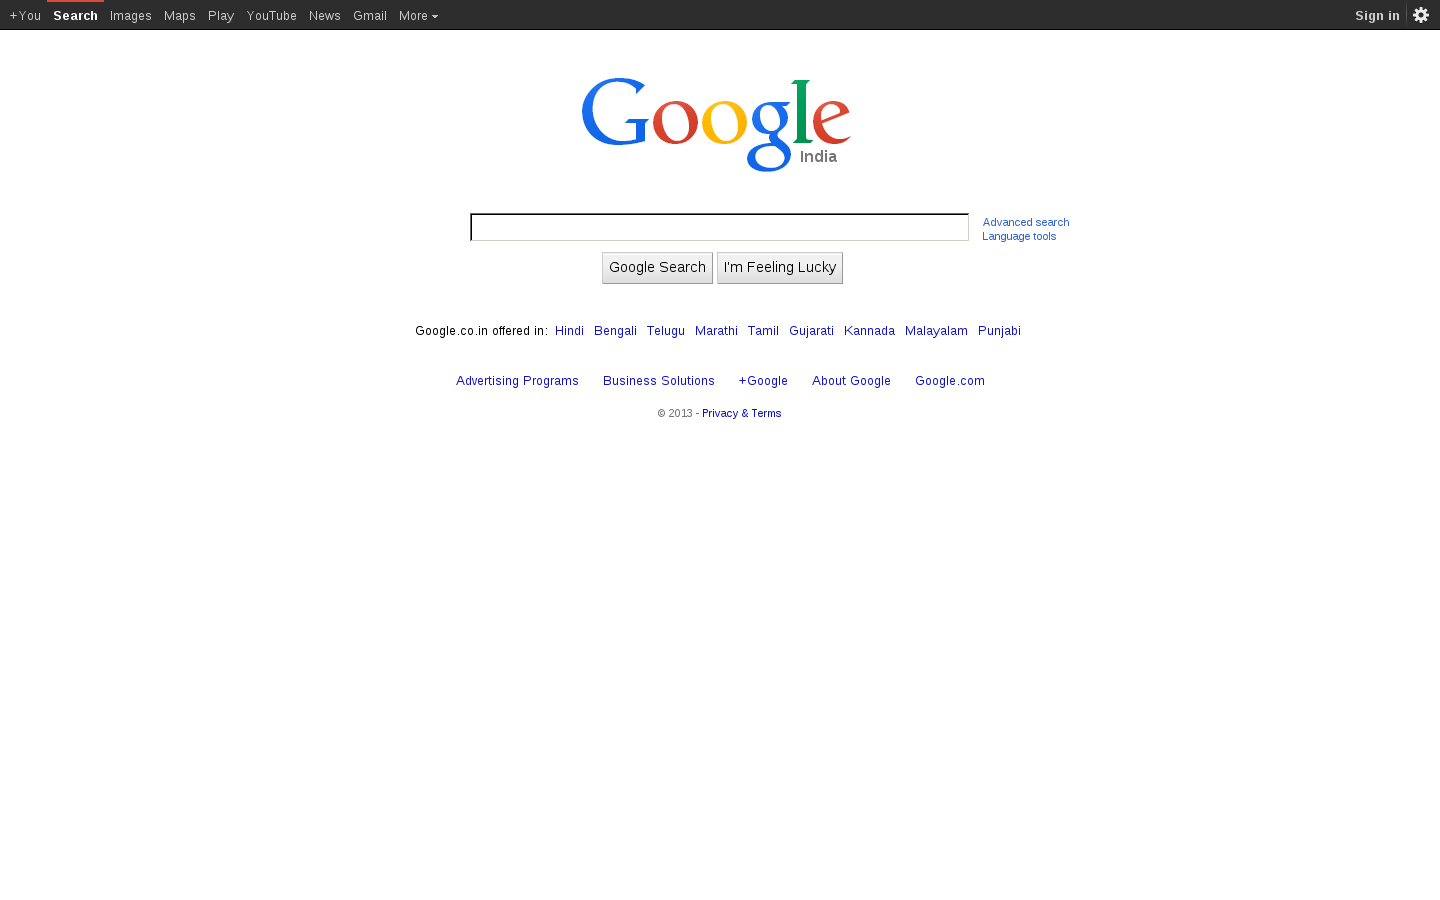 +You Search Images Maps Play YouTube News Gmail More Sign in
Google
India
Advanced search
Language tools
Google Search I'm Feeling Lucky
Google.co.in offered in: Hindi Bengali Telugu Marathi Tamil Gujarati Kannada Malayalam Punjabi
Advertising Programs Business Solutions +Google About Google Google.com
© 2013 - Privacy & Terms